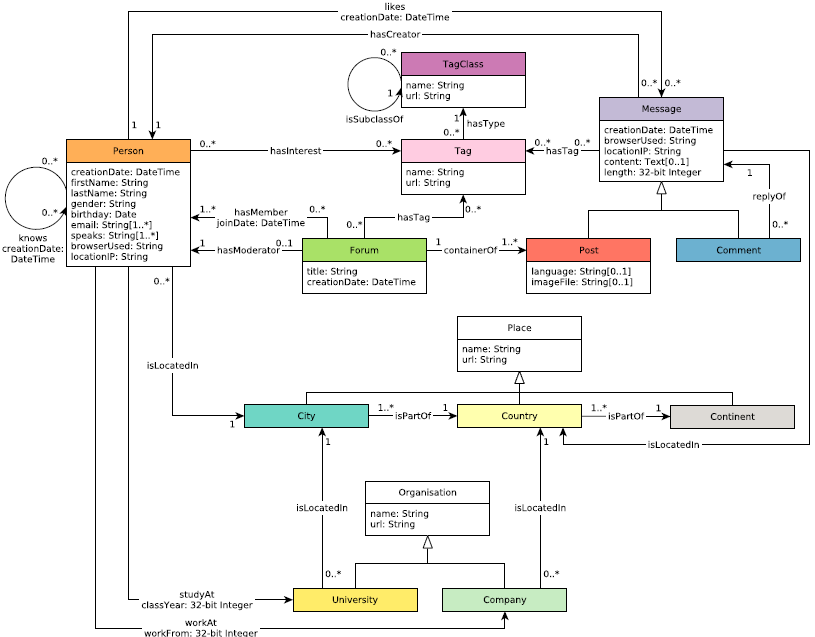 likes
creationDate: DateTime
hasCreator
0..*
TagClass
name: String
url: String
1
isSubclassOf
0..*
0..*
Message
creationDate: DateTime
browserUsed: String
locationIP: String
content: Text[0..1]
length: 32-bit Integer
1
hasType
0..*
1
1
Person
creationDate: DateTime
firstName: String
lastName: String
gender: String
birthday: Date
email: String[1..*]
speaks: String[1..*]
browserUsed: String
locationIP: String
0..*
hasInterest
0..*
Tag
name: String
url: String
0..*
hasTag
0..*
0..*
0..*
knows
creationDate:
DateTime
1
replyOf
0..*
1..*
hasMember
joinDate: DateTime
0..*
0..*
hasTag
0..*
1
hasModerator
0..1
Forum
title: String
creationDate: DateTime
1
containerOf
1..*
Post
language: String[0..1]
imageFile: String[0..1]
Comment
0..*
Place
name: String
url: String
isLocatedIn
1
City
1..*
isPartOf
1
Country
1..*
isPartOf
1
Continent
isLocatedIn
1
1
Organisation
name: String
url: String
isLocatedIn
isLocatedIn
0..*
0..*
studyAt
classYear: 32-bit Integer
University
Company
workAt
workFrom: 32-bit Integer